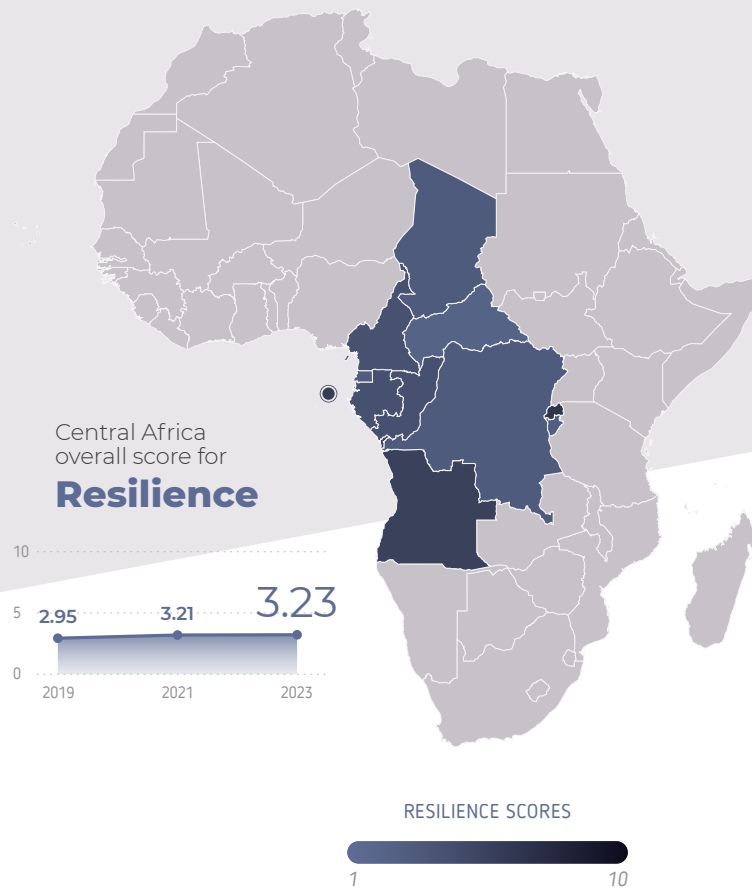 Central Africa
overall score for
Resilience
10
5
0
2.95
3.21
3.23
2019
2021
2023
RESILIENCE SCORES
1
10